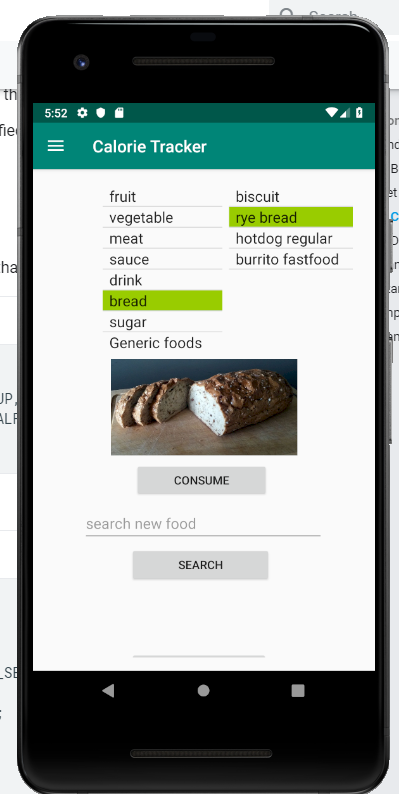 Search
5:52
Calorie Tracker
fruit
vegetable
meat
sauce
drink
bread
sugar
Generic foods
biscuit
rye bread
hotdog regular
burrito fastfood
CONSUME
search new food
SEARCH